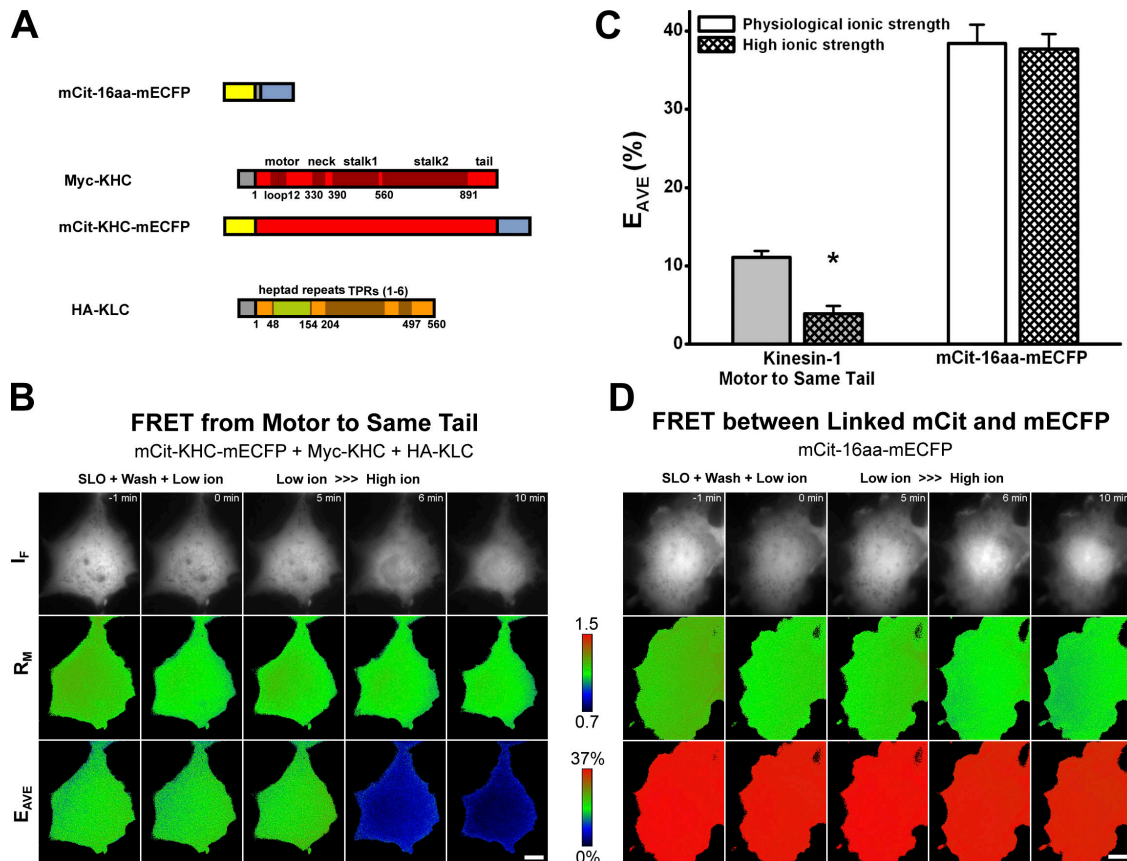 A
mCit-16aa-mECFP
motor neck stalk1 stalk2 tail
Myc-KHC
1 loop12 330 390 560 891
mCit-KHC-mECFP
heptad repeats TPRs (1-6)
HA-KLC
1 48 154 204 497 560
C
Physiological ionic strength
High ionic strength
40
30
20
10
0
E_AVE (%)
*
Kinesin-1
Motor to Same Tail
mCit-16aa-mECFP
B
FRET from Motor to Same Tail
mCit-KHC-mECFP + Myc-KHC + HA-KLC
SLO + Wash + Low ion Low ion >>> High ion
-1 min 0 min 5 min 6 min 10 min
I_F
R_M
E_AVE
1.5
0.7
37%
0%
D
FRET between Linked mCit and mECFP
mCit-16aa-mECFP
SLO + Wash + Low ion Low ion >>> High ion
-1 min 0 min 5 min 6 min 10 min